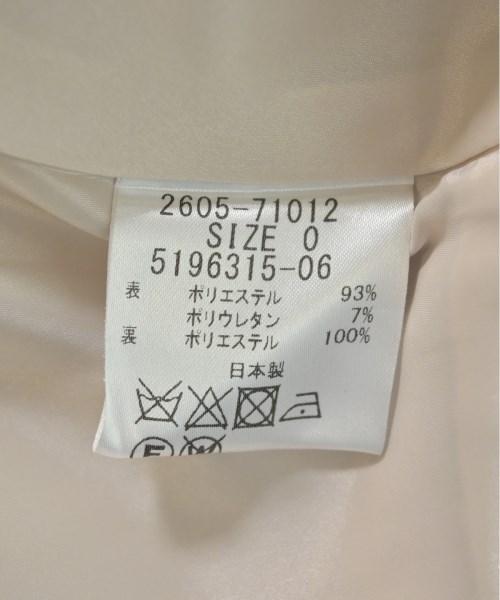 2605-71012
SIZE 0
5196315-06
表 ポリエステル 93%
ポリウレタン 7%
裏 ポリエステル 100%
日本製
F W